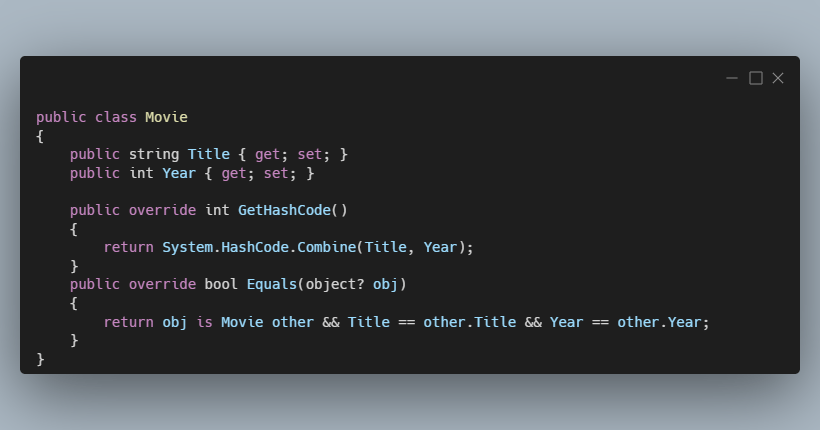 public class Movie
{
    public string Title { get; set; }
    public int Year { get; set; }

    public override int GetHashCode()
    {
        return System.HashCode.Combine(Title, Year);
    }
    public override bool Equals(object? obj)
    {
        return obj is Movie other && Title == other.Title && Year == other.Year;
    }
}